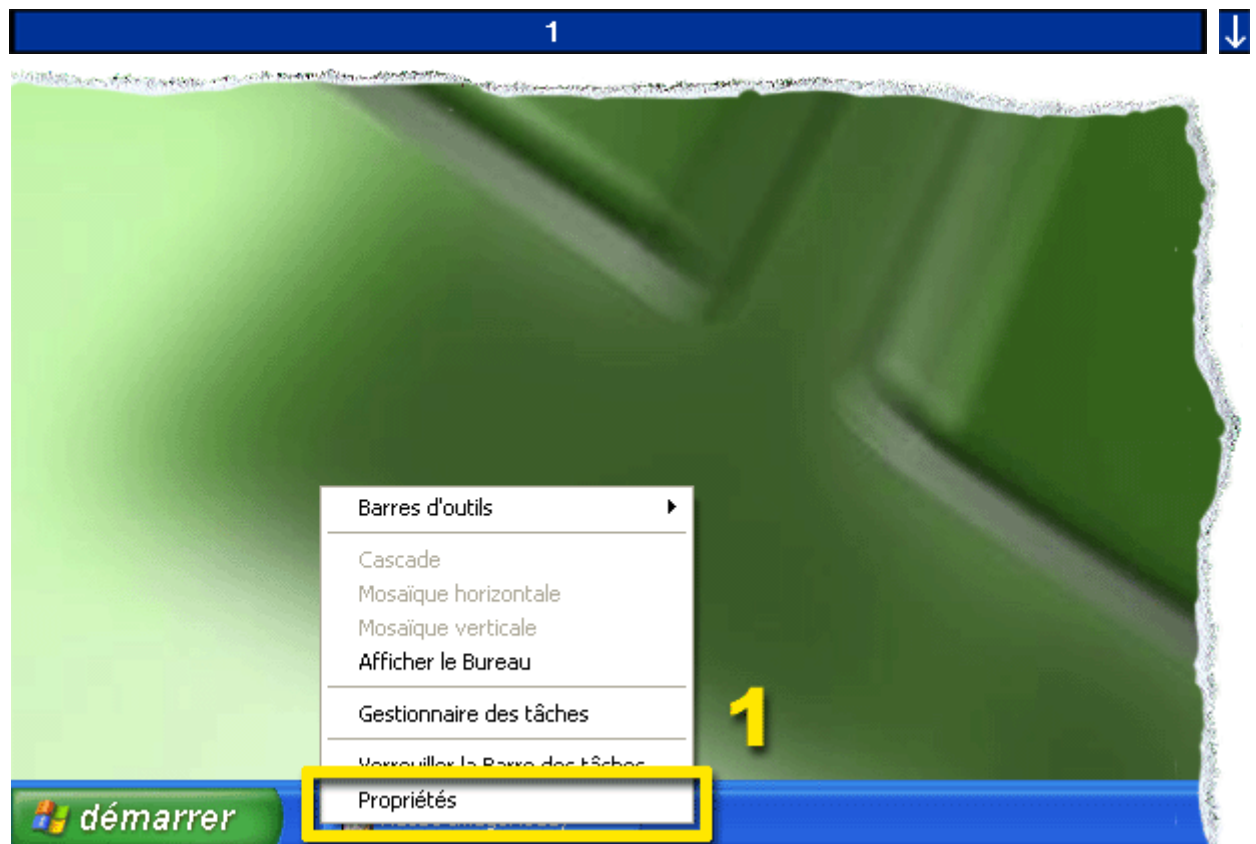 1
Barres d'outils
Cascade
Mosaïque horizontale
Mosaïque verticale
Afficher le Bureau
Gestionnaire des tâches
1
Verrouiller la Barre des tâches
Propriétés
démarrer